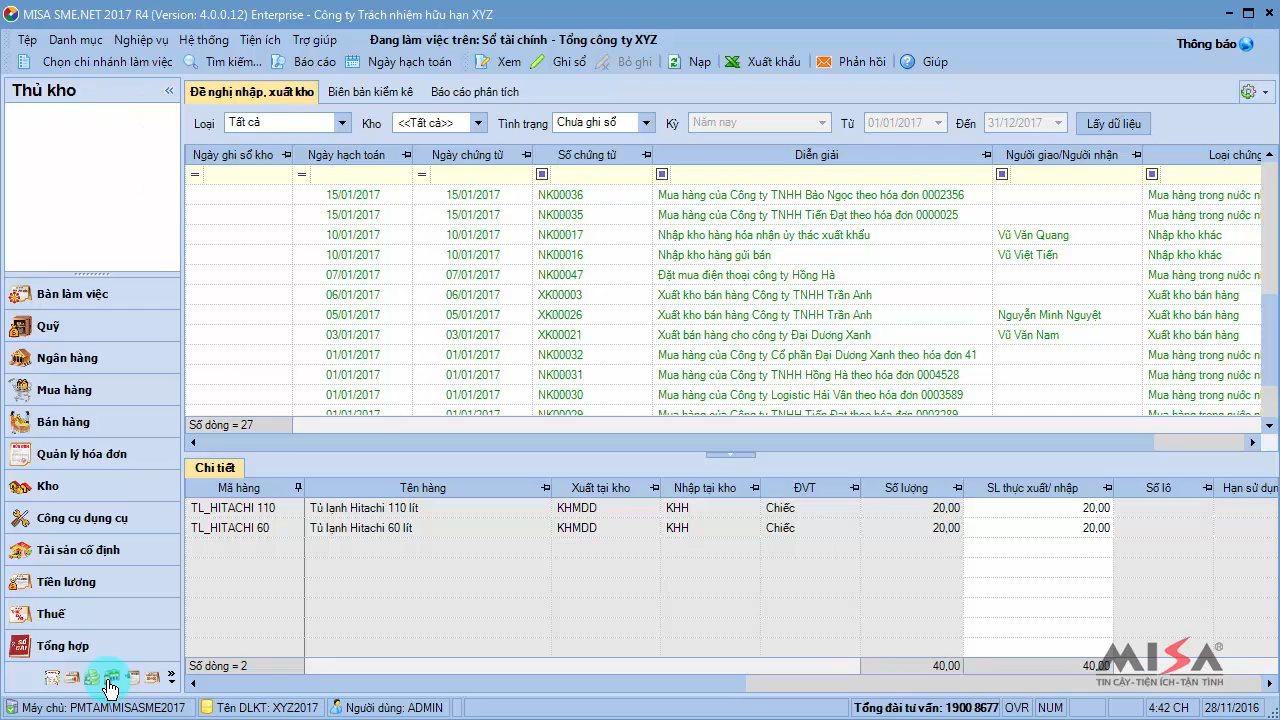 MISA SME.NET 2017 R4 (Version: 4.0.0.12) Enterprise - Công ty Trách nhiệm hữu hạn XYZ
Tệp Danh mục Nghiệp vụ Hệ thống Tiện ích Trợ giúp Đang làm việc trên: Sổ tài chính - Tổng công ty XYZ Thông báo
Chọn chi nhánh làm việc Tìm kiếm... Báo cáo Ngày hạch toán Xem Ghi sổ Bỏ ghi Nạp Xuất khẩu Phản hồi Giúp
Thủ kho «
Đề nghị nhập, xuất kho Biên bản kiểm kê Báo cáo phân tích
Loại Tất cả Kho <<Tất cả>> Tình trạng Chưa ghi sổ Kỳ Năm nay Từ 01/01/2017 Đến 31/12/2017 Lấy dữ liệu
Ngày ghi sổ kho Ngày hạch toán Ngày chứng từ Số chứng từ Diễn giải Người giao/Người nhận Loại chứng
= = =
15/01/2017 15/01/2017 NK00036 Mua hàng của Công ty TNHH Bảo Ngọc theo hóa đơn 0002356 Mua hàng trong nước n
15/01/2017 15/01/2017 NK00035 Mua hàng của Công ty TNHH Tiến Đạt theo hóa đơn 0000025 Mua hàng trong nước n
10/01/2017 10/01/2017 NK00017 Nhập kho hàng hóa nhận ủy thác xuất khẩu Vũ Văn Quang Nhập kho khác
10/01/2017 10/01/2017 NK00016 Nhập kho hàng gửi bán Vũ Việt Tiến Nhập kho khác
07/01/2017 07/01/2017 NK00047 Đặt mua điện thoại công ty Hồng Hà Mua hàng trong nước n
06/01/2017 06/01/2017 XK00003 Xuất kho bán hàng Công ty TNHH Trần Anh Xuất kho bán hàng
05/01/2017 05/01/2017 XK00026 Xuất kho bán hàng Công ty TNHH Trần Anh Nguyễn Minh Nguyệt Xuất kho bán hàng
03/01/2017 03/01/2017 XK00021 Xuất bán hàng cho công ty Đại Dương Xanh Vũ Văn Nam Xuất kho bán hàng
01/01/2017 01/01/2017 NK00032 Mua hàng của Công ty Cổ phần Đại Dương Xanh theo hóa đơn 41 Mua hàng trong nước n
01/01/2017 01/01/2017 NK00031 Mua hàng của Công ty TNHH Hồng Hà theo hóa đơn 0004528 Mua hàng trong nước n
01/01/2017 01/01/2017 NK00030 Mua hàng của Công ty Logistic Hải Vân theo hóa đơn 0003589 Mua hàng trong nước n
01/01/2017 01/01/2017 NK00029 Mua hàng của Công ty TNHH Tiến Đạt theo hóa đơn 0002289 Mua hàng trong nước n
Số dòng = 27
Bàn làm việc
Quỹ
Ngân hàng
Mua hàng
Bán hàng
Quản lý hóa đơn
Kho
Công cụ dụng cụ
Tài sản cố định
Tiền lương
Thuế
Tổng hợp
Chi tiết
Mã hàng Tên hàng Xuất tại kho Nhập tại kho ĐVT Số lượng SL thực xuất/ nhập Số lô Hạn sử dụn
TL_HITACHI 110 Tủ lạnh Hitachi 110 lít KHMDD KHH Chiếc 20,00 20,00
TL_HITACHI 60 Tủ lạnh Hitachi 60 lít KHMDD KHH Chiếc 20,00 20,00
Số dòng = 2 40,00 40,00
MISA
TIN CẬY-TIỆN ÍCH-TẬN TÌNH
Máy chủ: PMTAM\MISASME2017 Tên DLKT: XYZ2017 Người dùng: ADMIN Tổng đài tư vấn: 1900 8677 OVR NUM 4:42 CH 28/11/2016